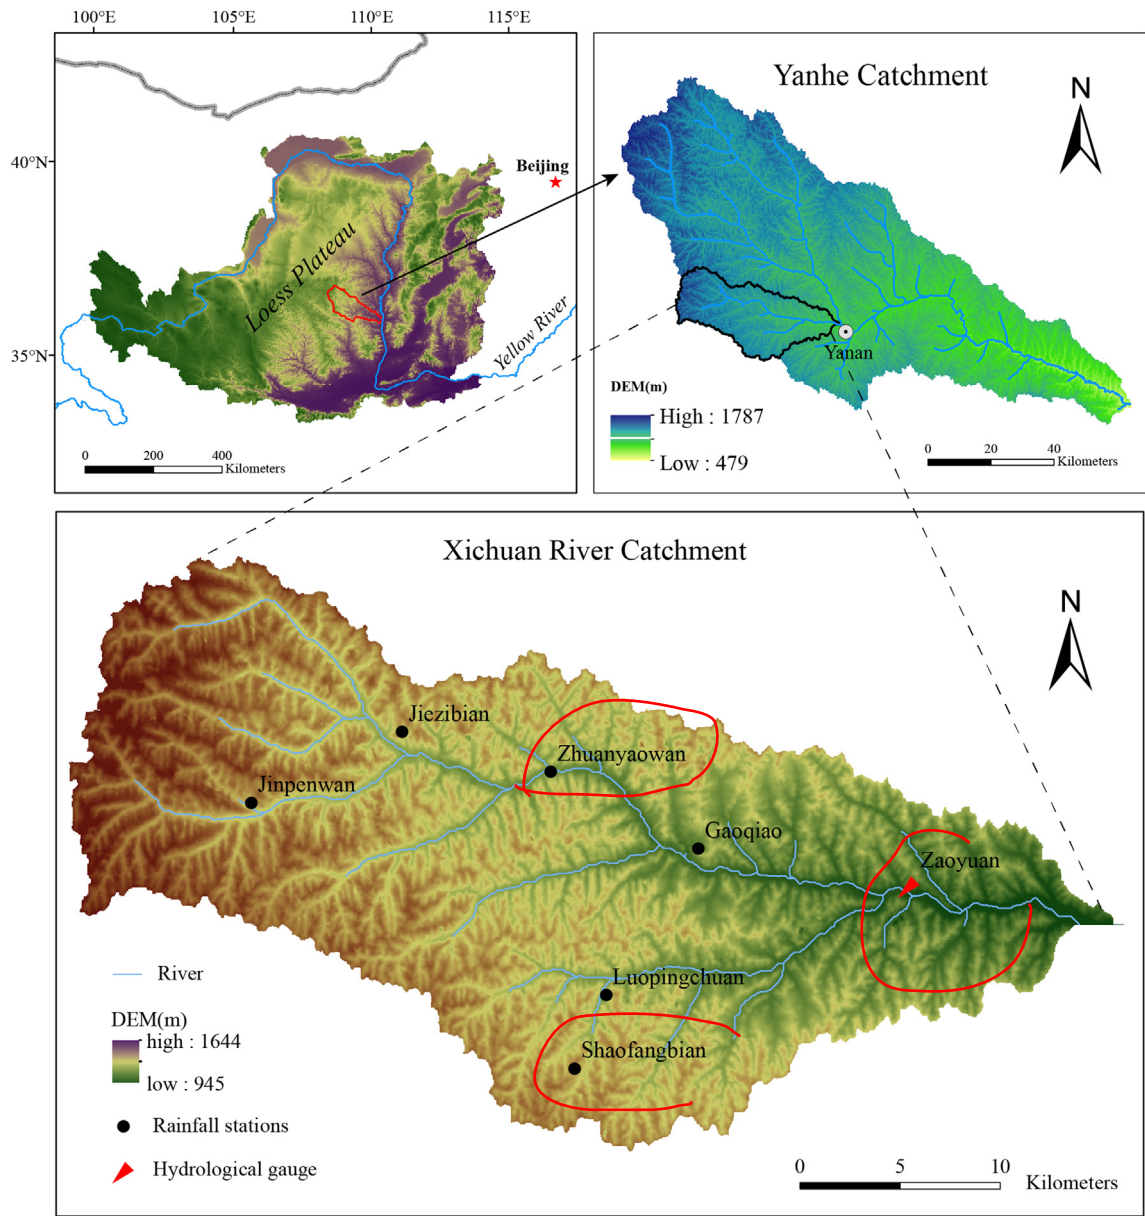 100°E
105°E
110°E
115°E
40°N
35°N
Beijing
Loess Plateau
Yellow River
0
200
400
Kilometers
Yanhe Catchment
N
Yanan
DEM(m)
High : 1787
Low : 479
0
20
40
Kilometers
Xichuan River Catchment
N
Jiezibian
Zhuanyaowan
Jinpenwan
Gaoqiao
Zaoyuan
Luopingchuan
Shaofangbian
River
DEM(m)
high : 1644
low : 945
Rainfall stations
Hydrological gauge
0
5
10
Kilometers